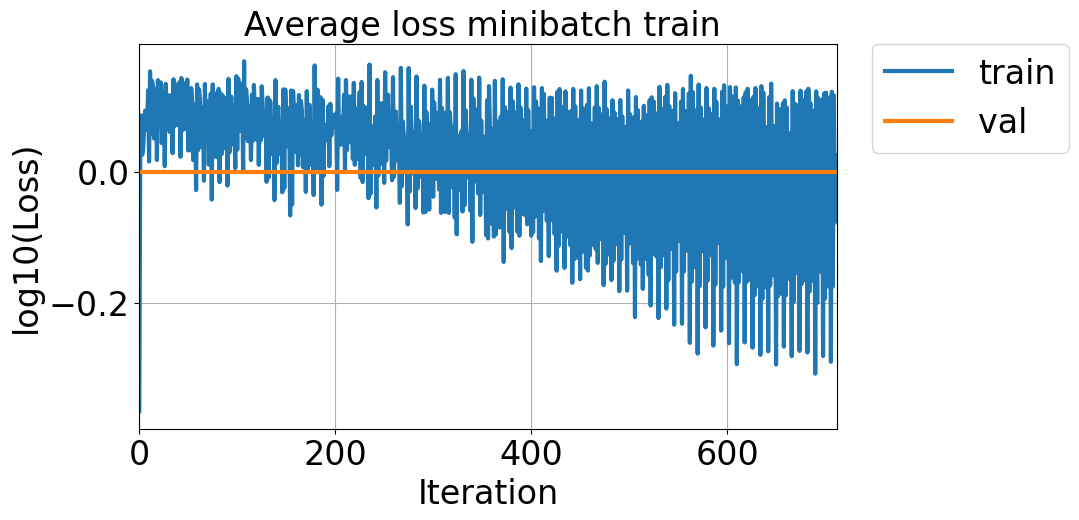 Average loss minibatch train
train
val
log10(Loss)
0.0
−0.2
0
200
400
600
Iteration